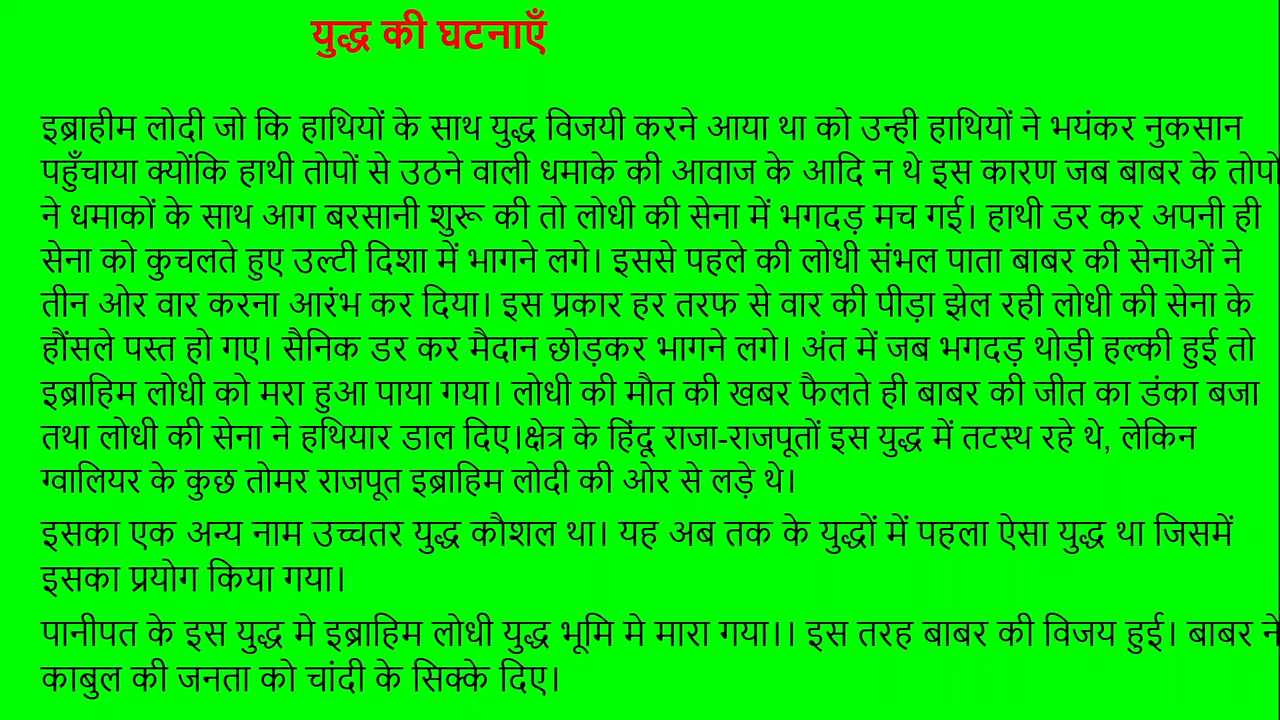 युद्ध की घटनाएँ
इब्राहीम लोदी जो कि हाथियों के साथ युद्ध विजयी करने आया था को उन्ही हाथियों ने भयंकर नुकसान
पहुँचाया क्योंकि हाथी तोपों से उठने वाली धमाके की आवाज के आदि न थे इस कारण जब बाबर के तोपो
ने धमाकों के साथ आग बरसानी शुरू की तो लोधी की सेना में भगदड़ मच गई। हाथी डर कर अपनी ही
सेना को कुचलते हुए उल्टी दिशा में भागने लगे। इससे पहले की लोधी संभल पाता बाबर की सेनाओं ने
तीन ओर वार करना आरंभ कर दिया। इस प्रकार हर तरफ से वार की पीड़ा झेल रही लोधी की सेना के
हौंसले पस्त हो गए। सैनिक डर कर मैदान छोड़कर भागने लगे। अंत में जब भगदड़ थोड़ी हल्की हुई तो
इब्राहिम लोधी को मरा हुआ पाया गया। लोधी की मौत की खबर फैलते ही बाबर की जीत का डंका बजा
तथा लोधी की सेना ने हथियार डाल दिए।क्षेत्र के हिंदू राजा-राजपूतों इस युद्ध में तटस्थ रहे थे, लेकिन
ग्वालियर के कुछ तोमर राजपूत इब्राहिम लोदी की ओर से लड़े थे।
इसका एक अन्य नाम उच्चतर युद्ध कौशल था। यह अब तक के युद्धों में पहला ऐसा युद्ध था जिसमें
इसका प्रयोग किया गया।
पानीपत के इस युद्ध मे इब्राहिम लोधी युद्ध भूमि मे मारा गया।। इस तरह बाबर की विजय हुई। बाबर ने
काबुल की जनता को चांदी के सिक्के दिए।